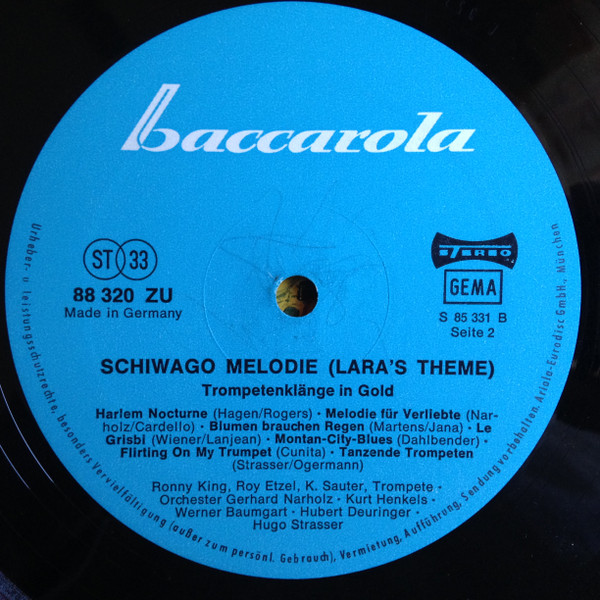 baccarola
ST 33
88 320 ZU
Made in Germany
STEREO
GEMA
S 85 331 B
Seite 2
SCHIWAGO MELODIE (LARA'S THEME)
Trompetenklänge in Gold
Harlem Nocturne (Hagen/Rogers) · Melodie für Verliebte (Nar-
holz/Cardello) · Blumen brauchen Regen (Martens/Jana) · Le
Grisbi (Wiener/Lanjean) · Montan-City-Blues (Dahlbender) ·
Flirting On My Trumpet (Cunita) · Tanzende Trompeten
(Strasser/Ogermann)
Ronny King, Roy Etzel, K. Sauter, Trompete ·
Orchester Gerhard Narholz · Kurt Henkels ·
Werner Baumgart · Hubert Deuringer ·
Hugo Strasser
Urheber- u leistungsschutzrechte, besonders Vervielfältigung (außer zum persönl. Gebrauch), Vermietung, Aufführung, Sendung vorbehalten. Ariola-Eurodisc GmbH., München